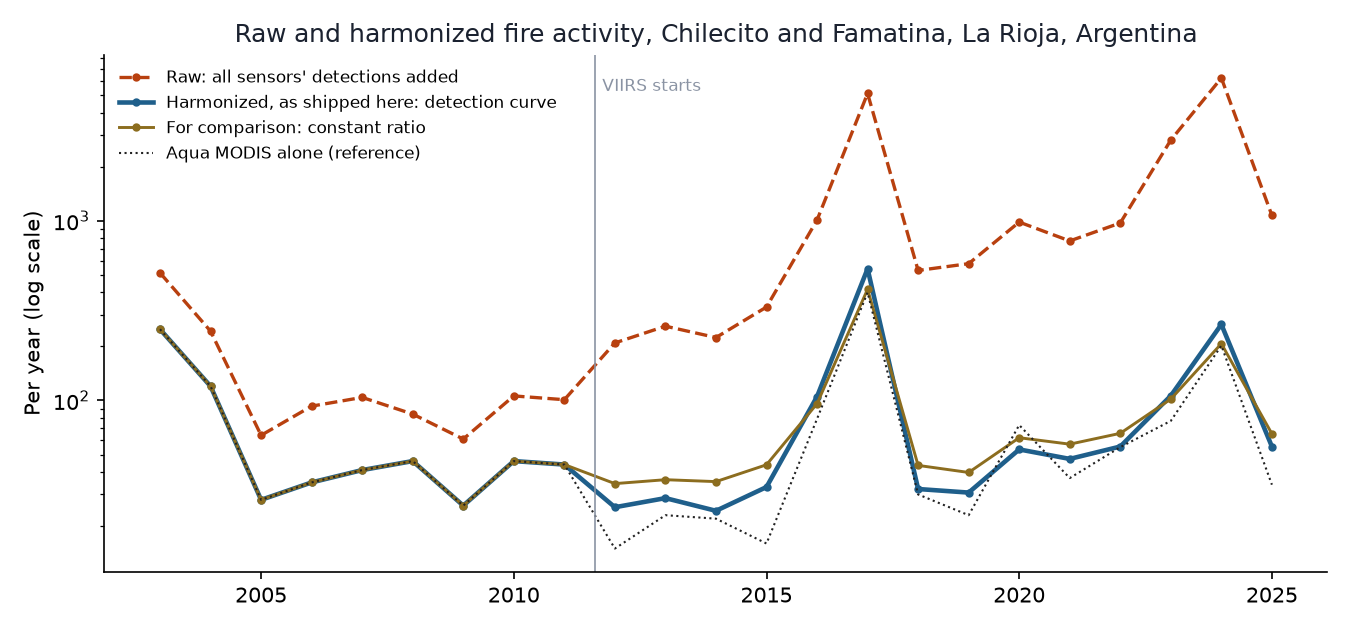 Raw and harmonized fire activity, Chilecito and Famatina, La Rioja, Argentina
Raw: all sensors' detections added
Harmonized, as shipped here: detection curve
For comparison: constant ratio
Aqua MODIS alone (reference)
VIIRS starts
Per year (log scale)
10³
10²
2005 2010 2015 2020 2025